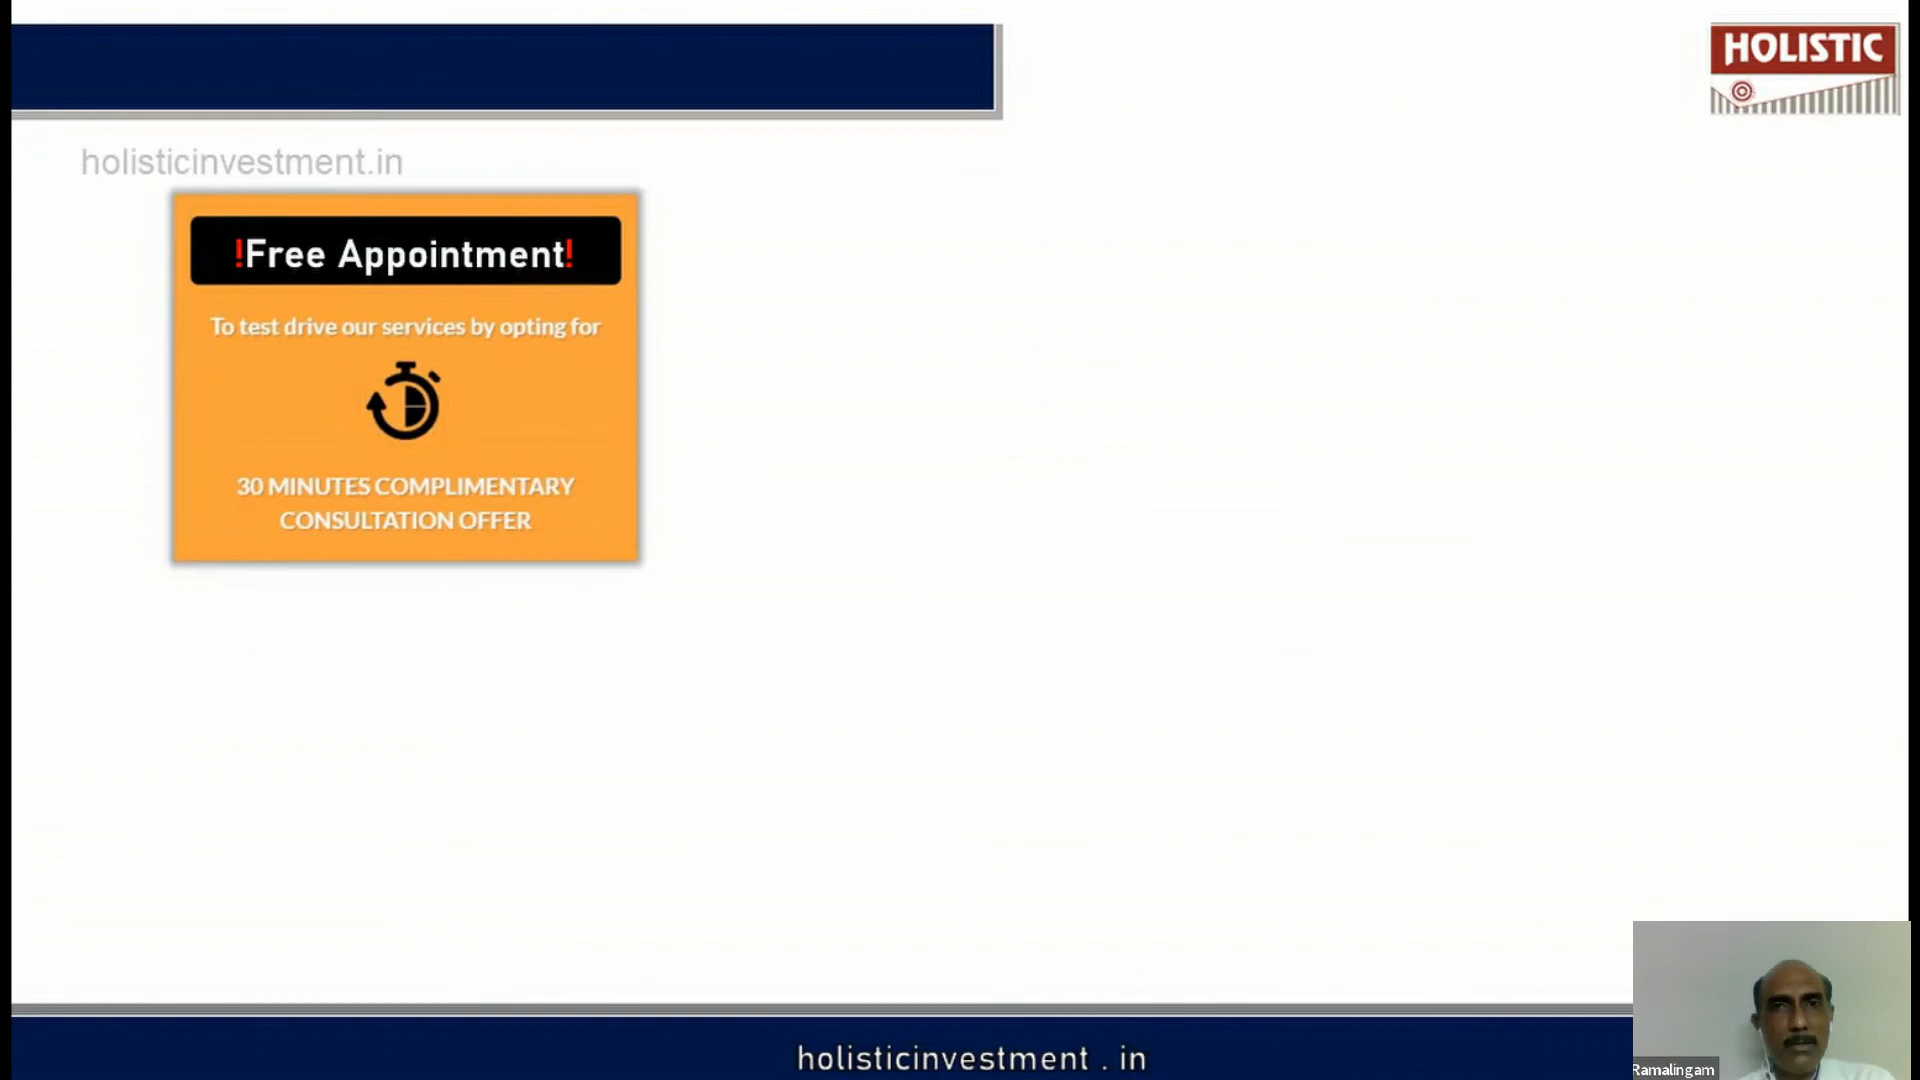 HOLISTIC
holisticinvestment.in
!Free Appointment!
To test drive our services by opting for
30 MINUTES COMPLIMENTARY
CONSULTATION OFFER
holisticinvestment . in
Ramalingam